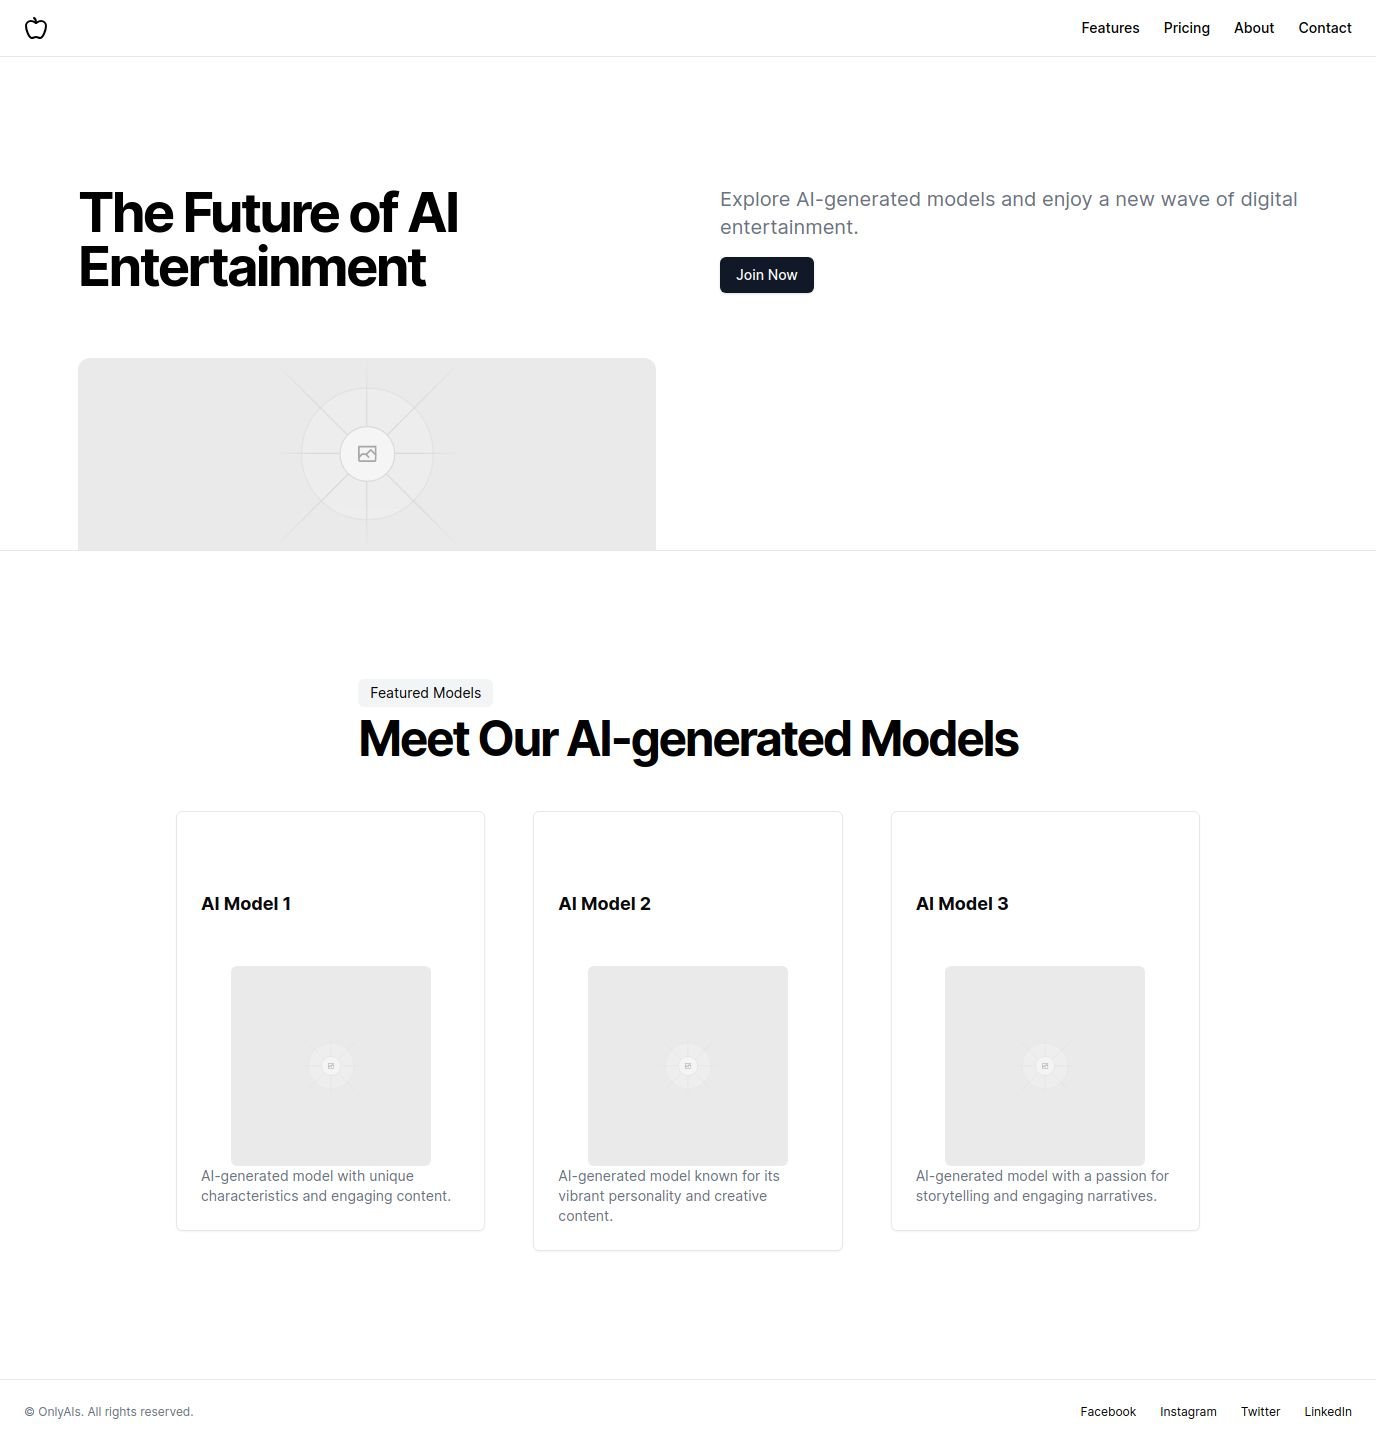 Features Pricing About Contact
The Future of AI
Entertainment
Explore AI-generated models and enjoy a new wave of digital
entertainment.
Join Now
Featured Models
Meet Our AI-generated Models
AI Model 1
AI-generated model with unique
characteristics and engaging content.
AI Model 2
AI-generated model known for its
vibrant personality and creative
content.
AI Model 3
AI-generated model with a passion for
storytelling and engaging narratives.
© OnlyAIs. All rights reserved.
Facebook Instagram Twitter LinkedIn